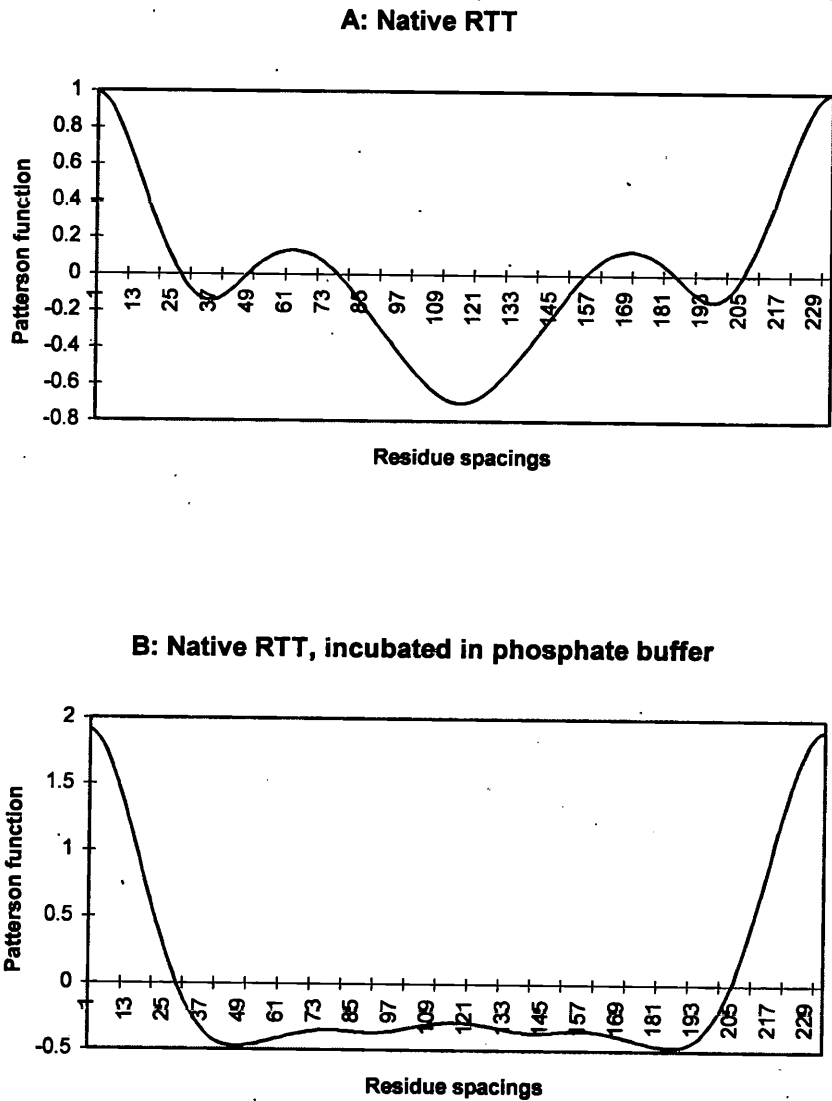 A: Native RTT
1
0.8
0.6
0.4
0.2
0
-0.2
-0.4
-0.6
-0.8
Patterson function
1 13 25 37 49 61 73 85 97 109 121 133 145 157 169 181 193 205 217 229
Residue spacings
B: Native RTT, incubated in phosphate buffer
2
1.5
1
0.5
0
-0.5
Patterson function
1 13 25 37 49 61 73 85 97 109 121 133 145 157 169 181 193 205 217 229
Residue spacings